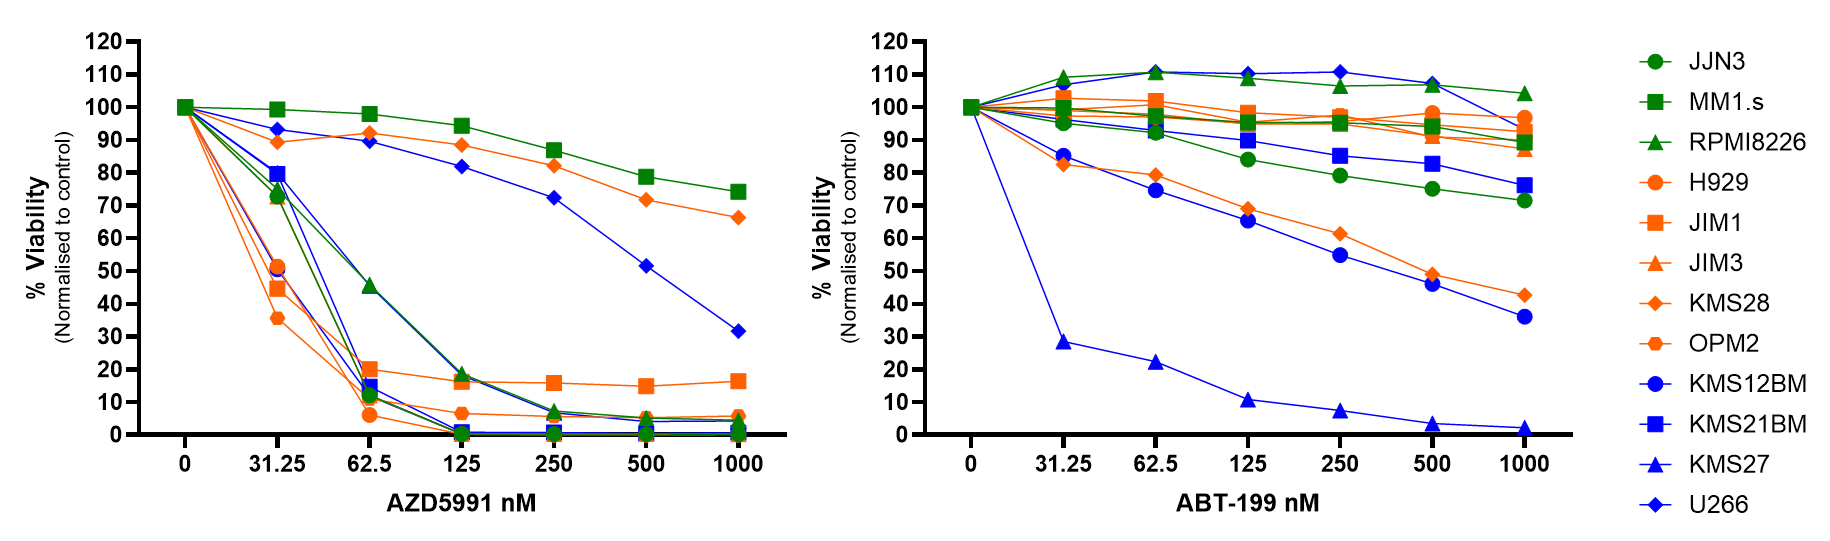 % Viability
(Normalised to control)
120
110
100
90
80
70
60
50
40
30
20
10
0
0 31.25 62.5 125 250 500 1000
AZD5991 nM
% Viability
(Normalised to control)
120
110
100
90
80
70
60
50
40
30
20
10
0
0 31.25 62.5 125 250 500 1000
ABT-199 nM
JJN3
MM1.s
RPMI8226
H929
JIM1
JIM3
KMS28
OPM2
KMS12BM
KMS21BM
KMS27
U266